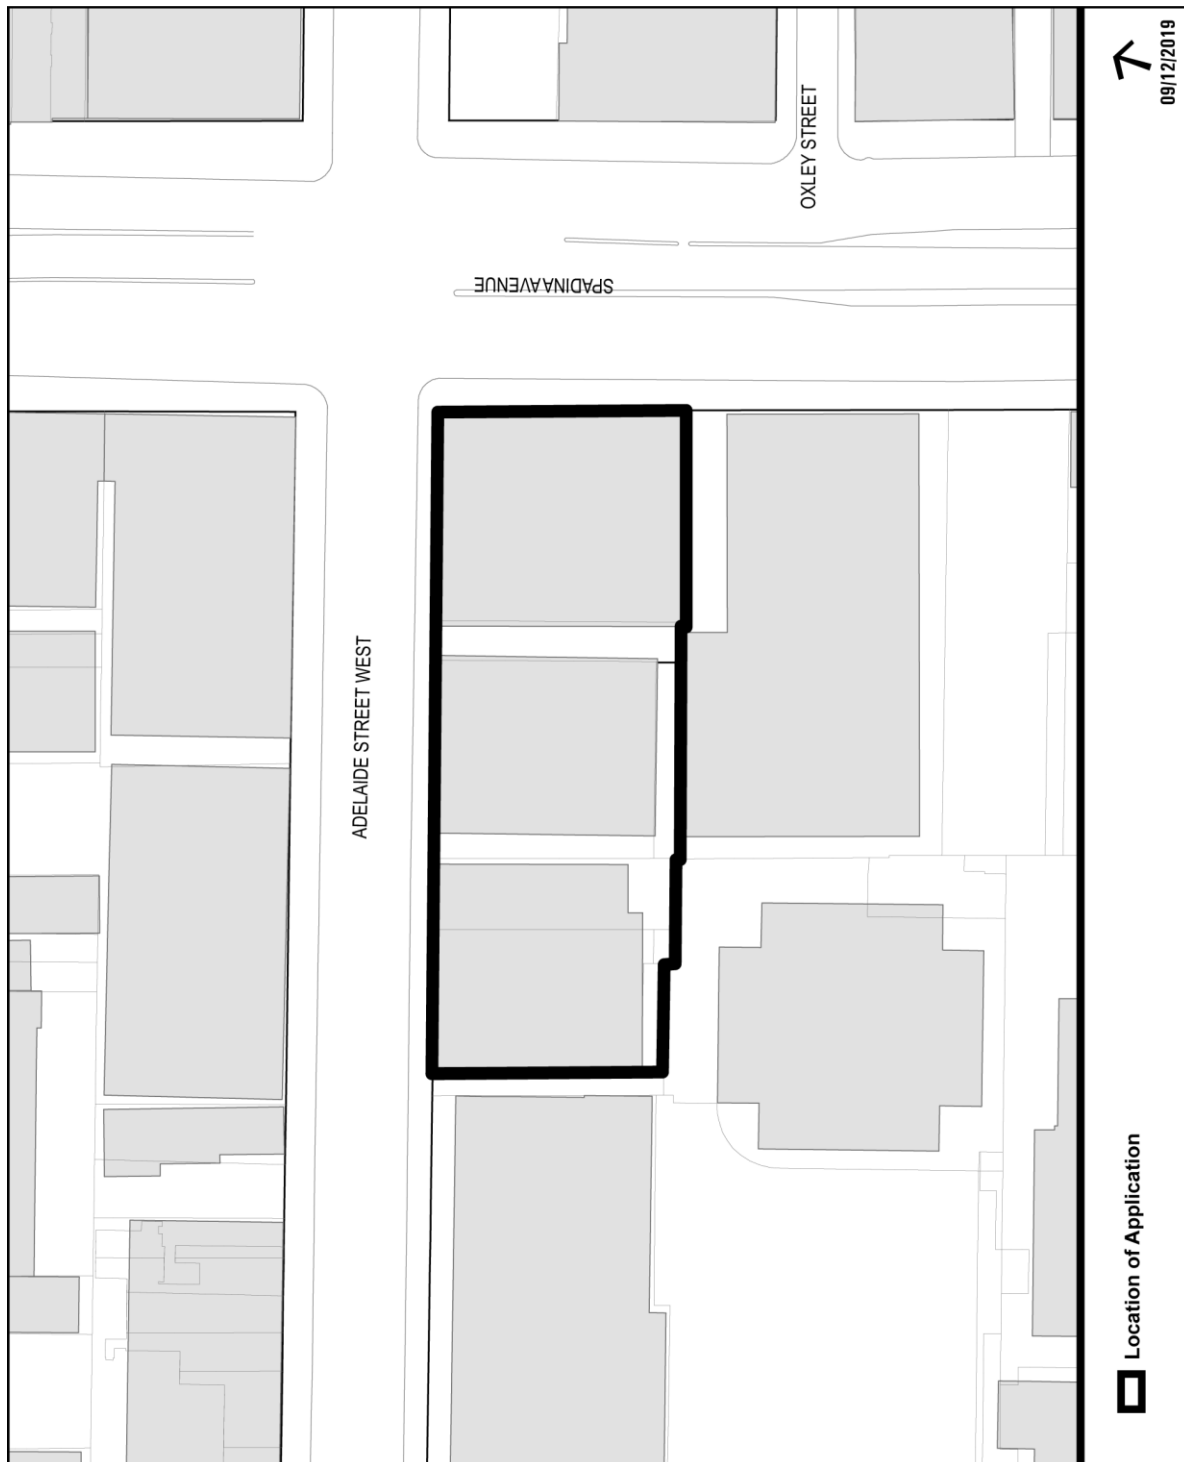 OXLEY STREET
SPADINA AVENUE
ADELAIDE STREET WEST
Location of Application
09/12/2019